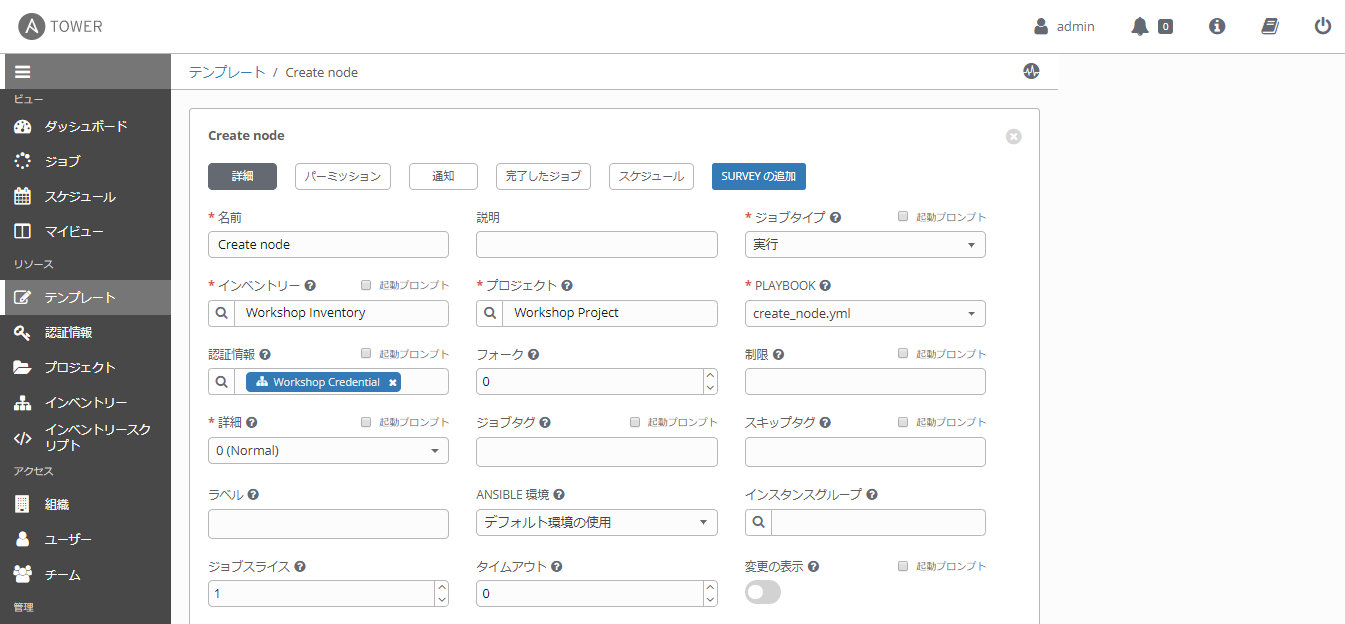 A TOWER
admin
0
ビュー
ダッシュボード
ジョブ
スケジュール
マイビュー
リソース
テンプレート
認証情報
プロジェクト
インベントリー
インベントリースク
リプト
アクセス
組織
ユーザー
チーム
管理
テンプレート / Create node
Create node
詳細
パーミッション
通知
完了したジョブ
スケジュール
SURVEY の追加
* 名前
Create node
説明
* ジョブタイプ ?
起動プロンプト
実行
* インベントリー ?
起動プロンプト
Workshop Inventory
* プロジェクト ?
Workshop Project
* PLAYBOOK ?
create_node.yml
認証情報 ?
起動プロンプト
Workshop Credential ×
フォーク ?
0
制限 ?
起動プロンプト
* 詳細 ?
起動プロンプト
0 (Normal)
ジョブタグ ?
起動プロンプト
スキップタグ ?
起動プロンプト
ラベル ?
ANSIBLE 環境 ?
デフォルト環境の使用
インスタンスグループ ?
ジョブスライス ?
1
タイムアウト ?
0
変更の表示 ?
起動プロンプト